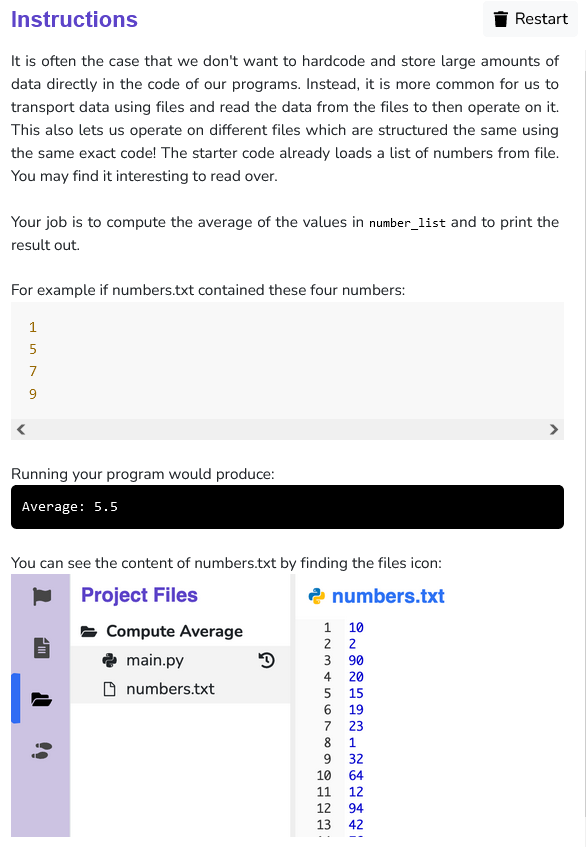 Instructions
Restart
It is often the case that we don't want to hardcode and store large amounts of
data directly in the code of our programs. Instead, it is more common for us to
transport data using files and read the data from the files to then operate on it.
This also lets us operate on different files which are structured the same using
the same exact code! The starter code already loads a list of numbers from file.
You may find it interesting to read over.
Your job is to compute the average of the values in number_list and to print the
result out.
For example if numbers.txt contained these four numbers:
1
5
7
9
Running your program would produce:
Average: 5.5
You can see the content of numbers.txt by finding the files icon:
Project Files
Compute Average
main.py
numbers.txt
numbers.txt
1 10
2 2
3 90
4 20
5 15
6 19
7 23
8 1
9 32
10 64
11 12
12 94
13 42